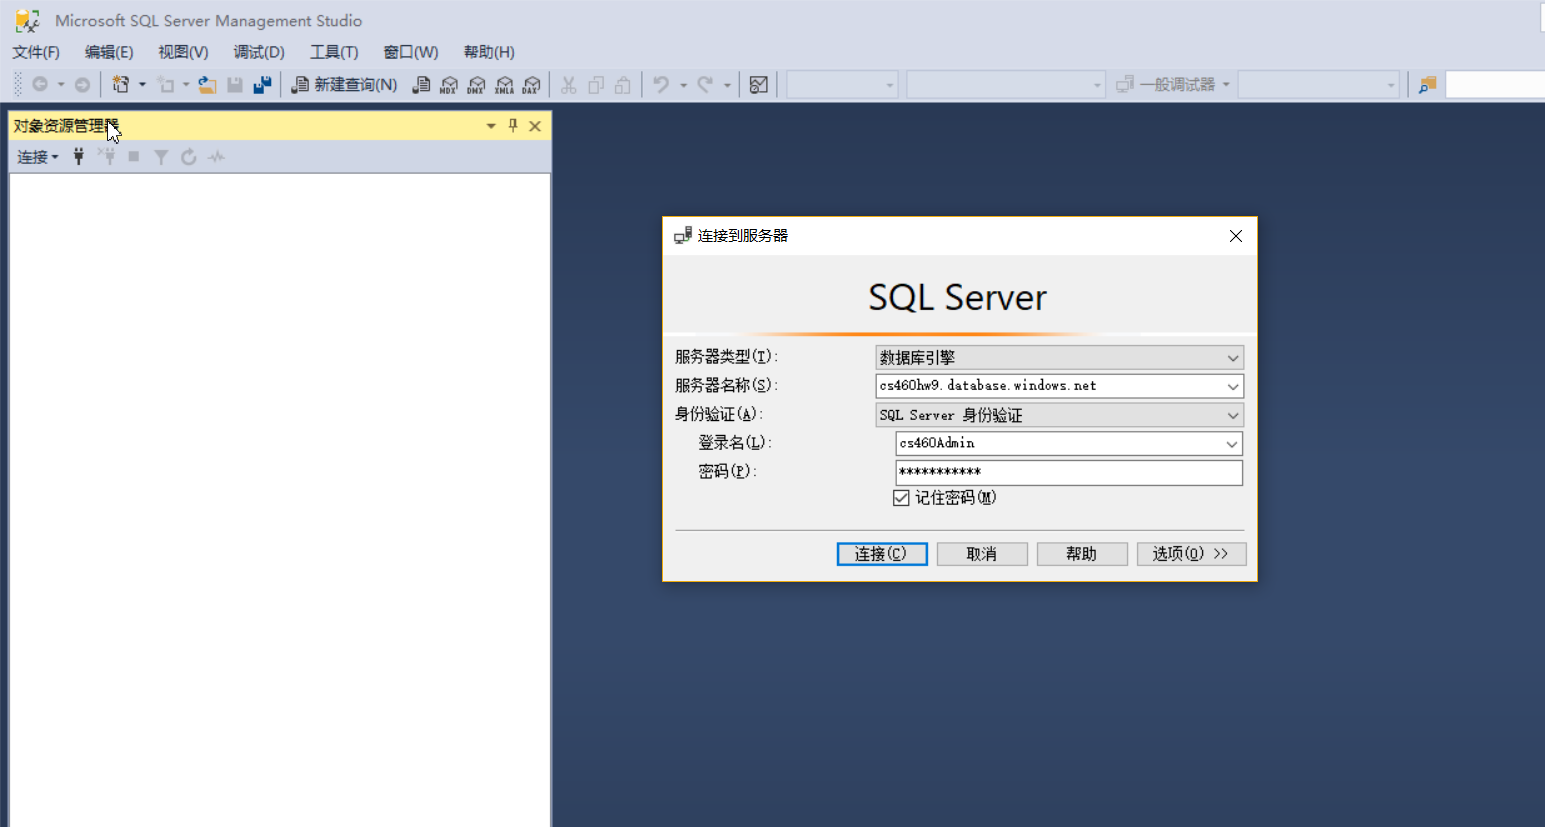 Microsoft SQL Server Management Studio
文件(F) 编辑(E) 视图(V) 调试(D) 工具(T) 窗口(W) 帮助(H)
新建查询(N) MDX DMX XMLA DAX 一般调试器
对象资源管理器
连接
连接到服务器
SQL Server
服务器类型(T): 数据库引擎
服务器名称(S): cs460hw9.database.windows.net
身份验证(A): SQL Server 身份验证
登录名(L): cs460Admin
密码(P): ***********
记住密码(M)
连接(C) 取消 帮助 选项(O) >>